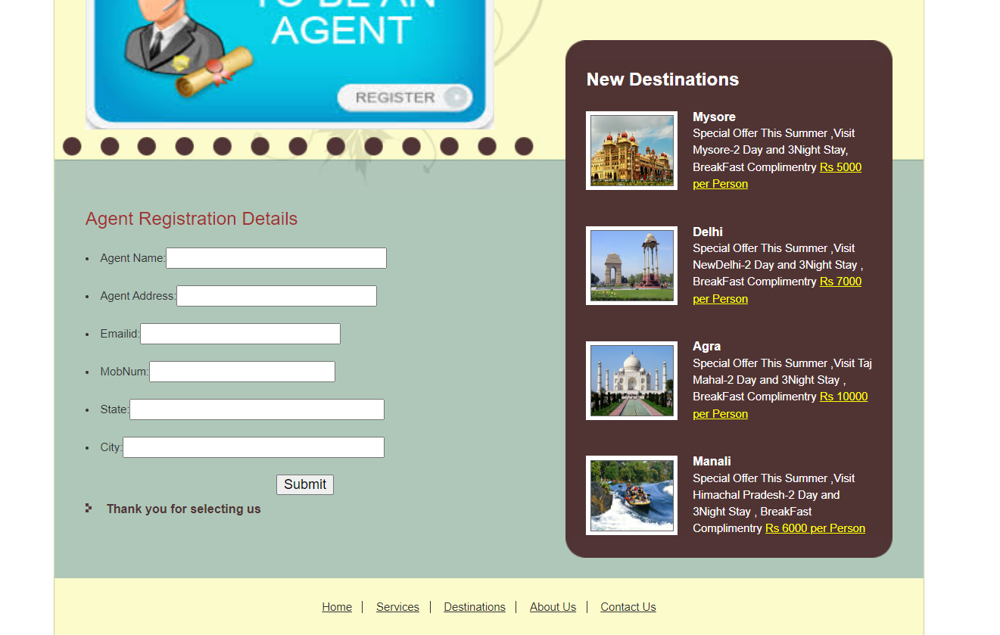 TO BE AN
AGENT
REGISTER
Agent Registration Details
• Agent Name:
• Agent Address:
• Emailid:
• MobNum:
• State:
• City:
Submit
Thank you for selecting us
New Destinations
Mysore
Special Offer This Summer ,Visit
Mysore-2 Day and 3Night Stay,
BreakFast Complimentry Rs 5000
per Person
Delhi
Special Offer This Summer ,Visit
NewDelhi-2 Day and 3Night Stay ,
BreakFast Complimentry Rs 7000
per Person
Agra
Special Offer This Summer ,Visit Taj
Mahal-2 Day and 3Night Stay ,
BreakFast Complimentry Rs 10000
per Person
Manali
Special Offer This Summer ,Visit
Himachal Pradesh-2 Day and
3Night Stay , BreakFast
Complimentry Rs 6000 per Person
Home | Services | Destinations | About Us | Contact Us